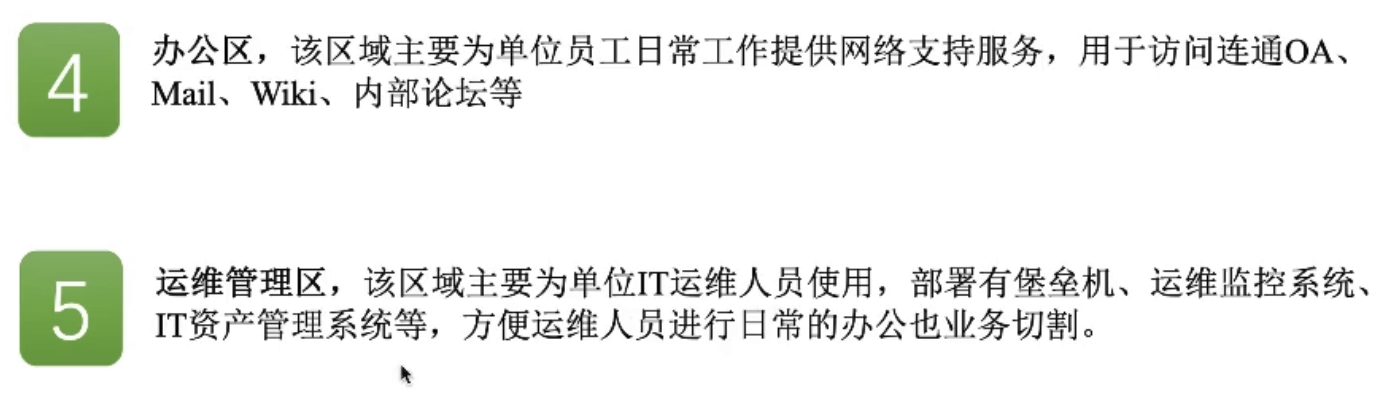 4
办公区，该区域主要为单位员工日常工作提供网络支持服务，用于访问连通OA、
Mail、Wiki、内部论坛等
5
运维管理区，该区域主要为单位IT运维人员使用，部署有堡垒机、运维监控系统、
IT资产管理系统等，方便运维人员进行日常的办公也业务切割。